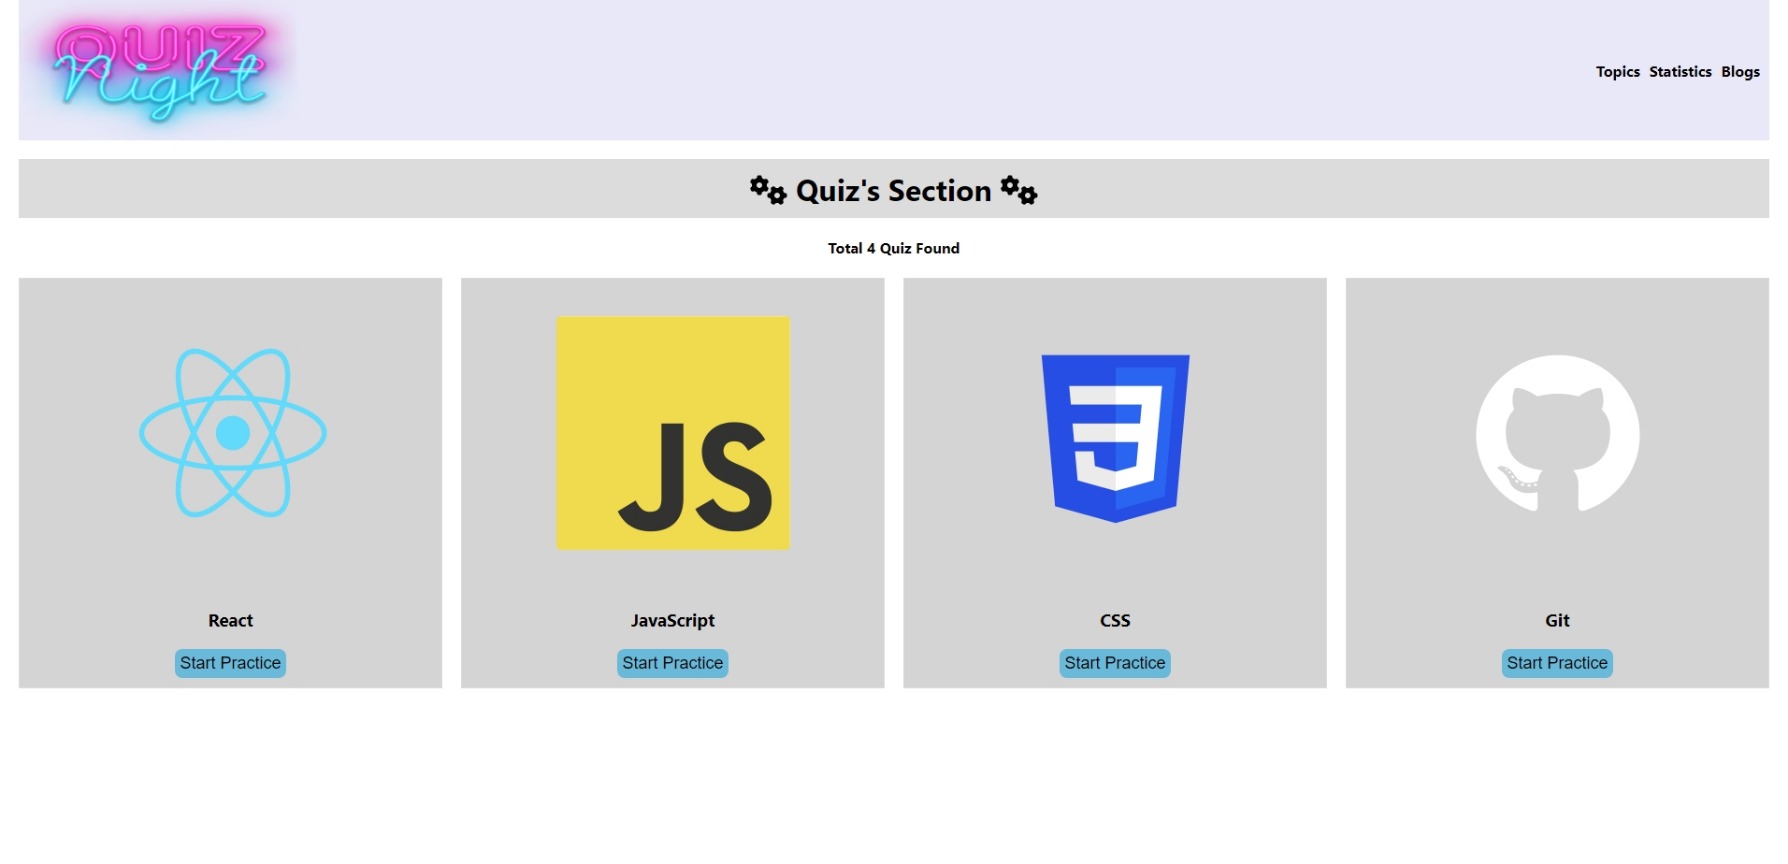 QUIZ
Night
Topics Statistics Blogs
Quiz's Section
Total 4 Quiz Found
JS
3
React
JavaScript
CSS
Git
Start Practice
Start Practice
Start Practice
Start Practice